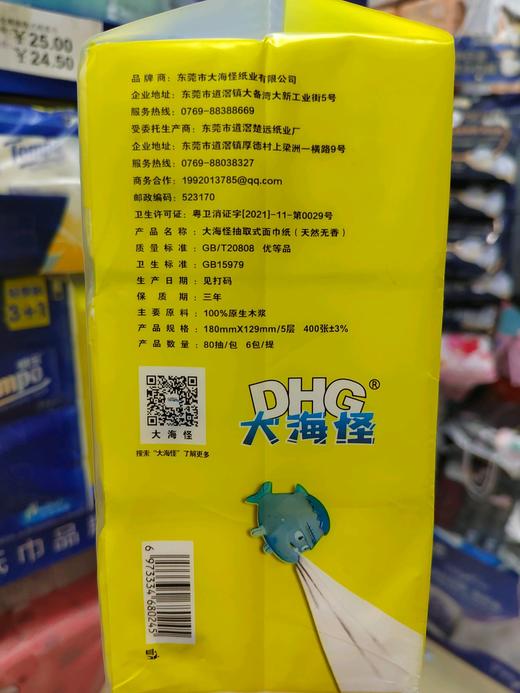 ¥25.00
24.50
品 牌 商：东莞市大海怪纸业有限公司
企业地址：东莞市道滘镇大备湾大新工业街5号
服务热线：0769-88388669
受委托生产商：东莞市道滘楚远纸业厂
企业地址：东莞市道滘镇厚德村上梁洲一横路9号
服务热线：0769-88038327
商务合作：1992013785@qq.com
邮政编码：523170
卫生许可证：粤卫消证字[2021]-11-第0029号
产品名称：大海怪抽取式面巾纸（天然无香）
质量标准：GB/T20808 优等品
卫生标准：GB15979
生产日期：见打码
保 质 期：三年
主要原料：100%原生木浆
产品规格：180mmX129mm/5层 400张±3%
产品数量：80抽/包 6包/提
大 海 怪
搜索“大海怪”了解更多
DHG®
大海怪
6 973334 680245
3+1
纸巾品